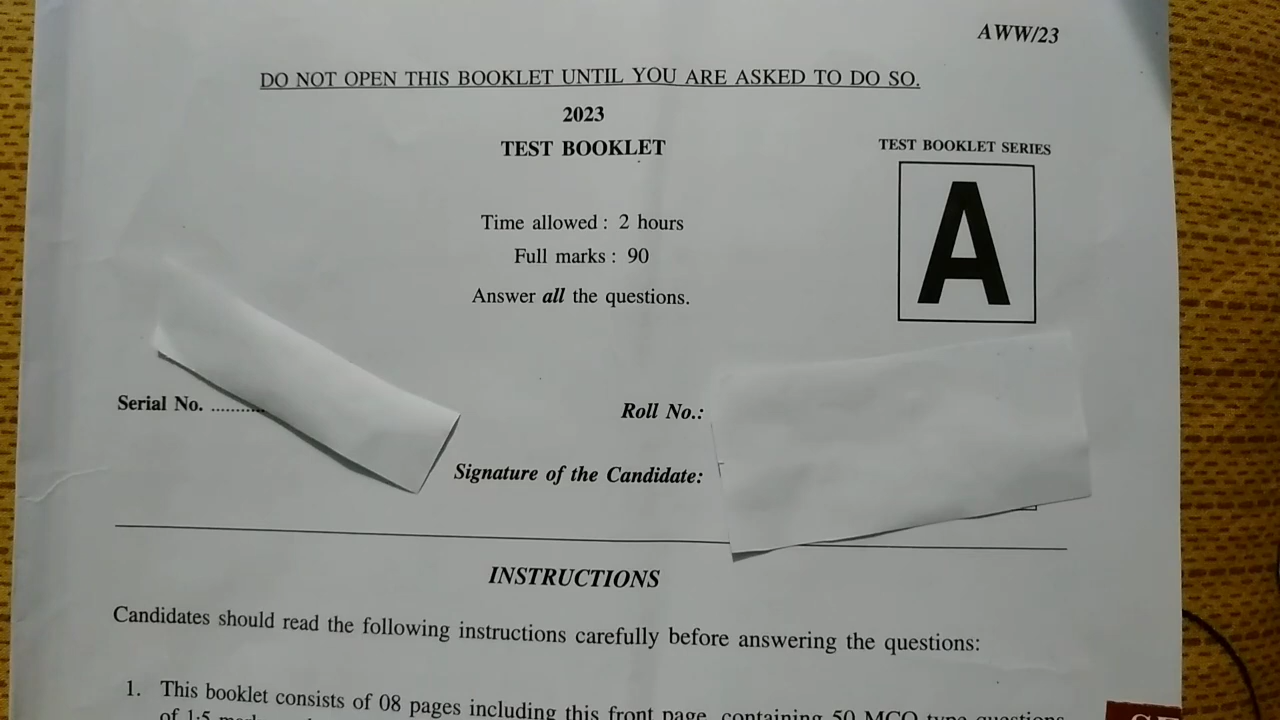 AWW/23
DO NOT OPEN THIS BOOKLET UNTIL YOU ARE ASKED TO DO SO.
2023
TEST BOOKLET
TEST BOOKLET SERIES
A
Time allowed : 2 hours
Full marks : 90
Answer all the questions.
Serial No. ..........
Roll No.:
Signature of the Candidate:
INSTRUCTIONS
Candidates should read the following instructions carefully before answering the questions:
1. This booklet consists of 08 pages including this front page, containing 50 MCQ type questions
of 1·5